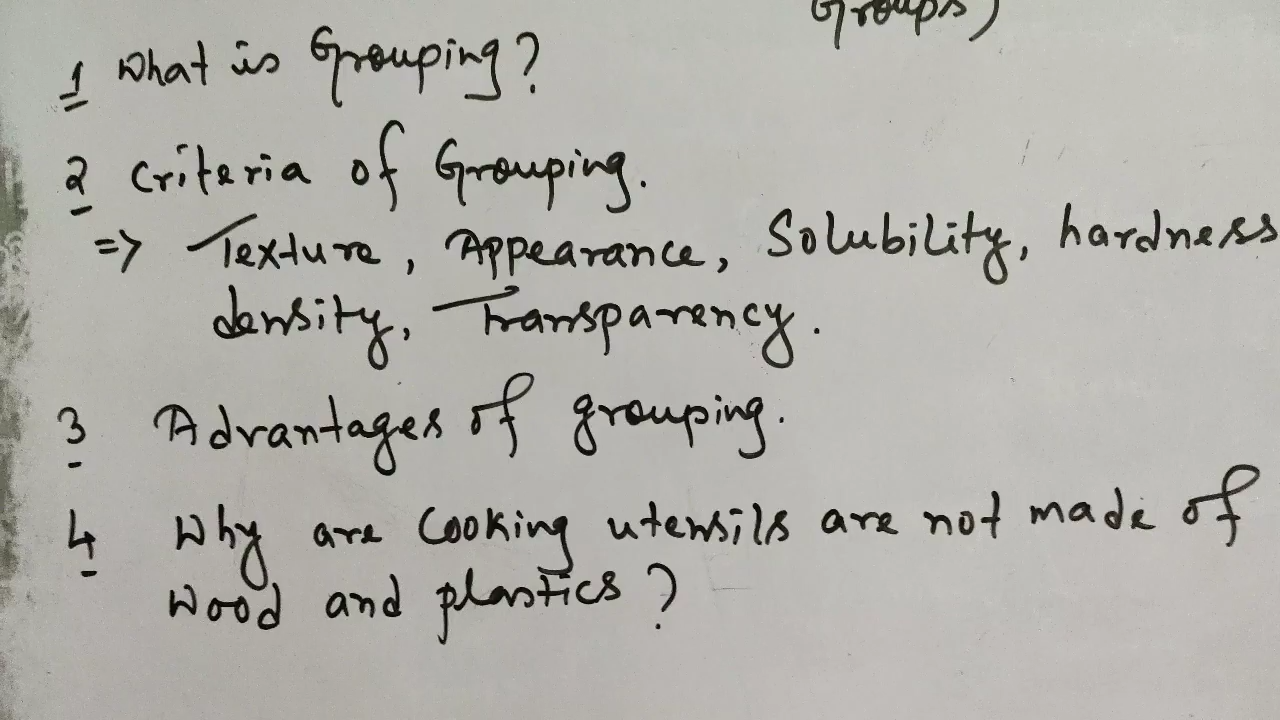 Groups)
1 What is Grouping?
2 Criteria of Grouping.
=> Texture, Appearance, Solubility, hardness
density, Transparency.
3 Advantages of grouping.
4 Why are Cooking utensils are not made of
Wood and plastics?